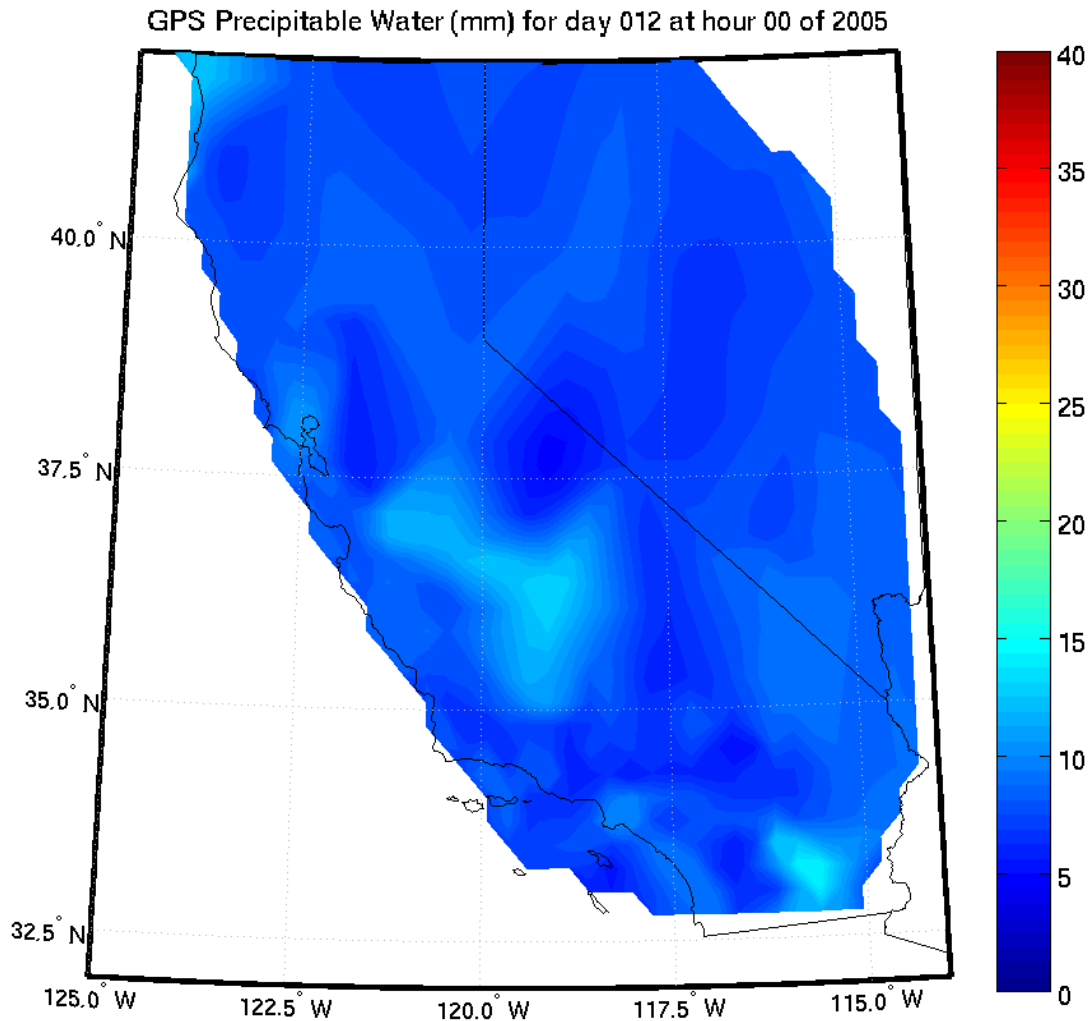 GPS Precipitable Water (mm) for day 012 at hour 00 of 2005
40.0° N
37.5° N
35.0° N
32.5° N
125.0° W
122.5° W
120.0° W
117.5° W
115.0° W
40
35
30
25
20
15
10
5
0